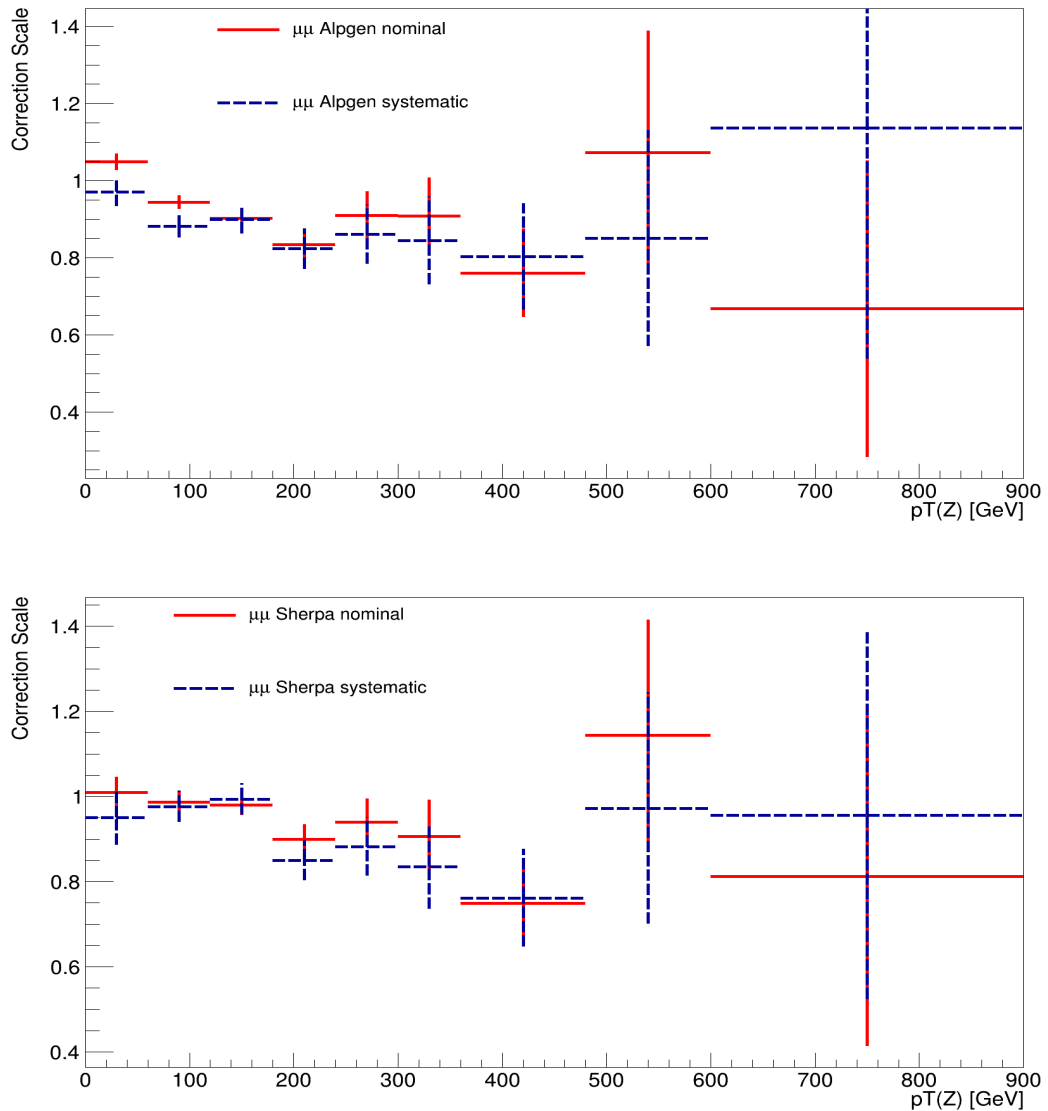 Correction Scale
1.4
1.2
1
0.8
0.6
0.4
μμ Alpgen nominal
μμ Alpgen systematic
0 100 200 300 400 500 600 700 800 900
pT(Z) [GeV]
Correction Scale
1.4
1.2
1
0.8
0.6
0.4
μμ Sherpa nominal
μμ Sherpa systematic
0 100 200 300 400 500 600 700 800 900
pT(Z) [GeV]